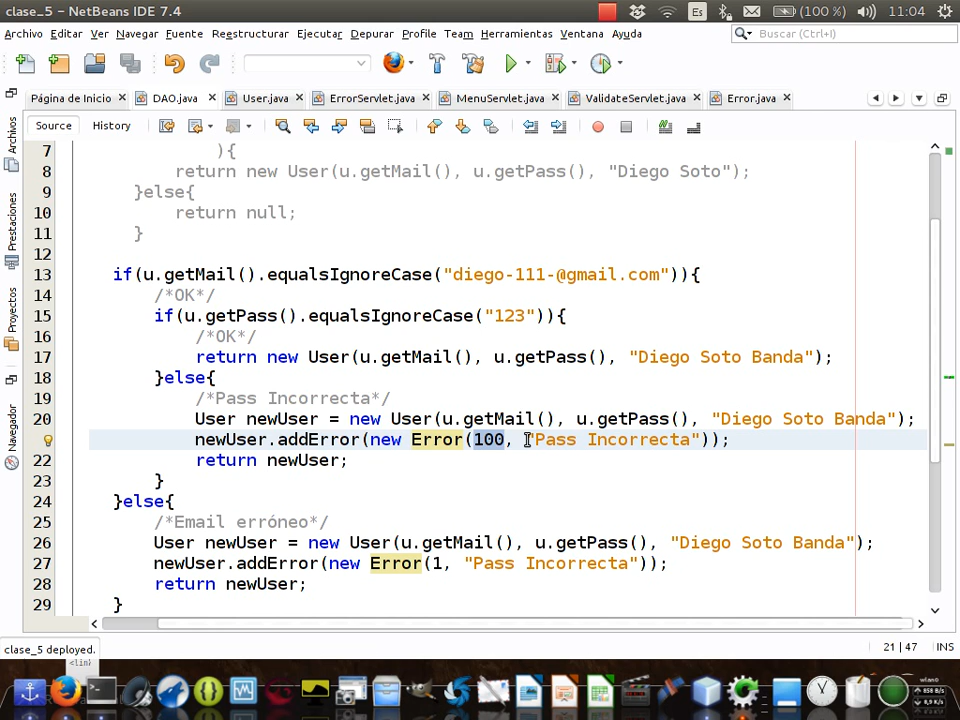 clase_5 - NetBeans IDE 7.4
Es
(100 %)
11:04
Archivo Editar Ver Navegar Fuente Refactorizar Ejecutar Depurar Profile Team Herramientas Ventana Ayuda
Buscar (Ctrl+I)
Página de Inicio DAO.java User.java ErrorServlet.java MenuServlet.java ValidateServlet.java Error.java
Source History
Archivos
Prestaciones
Proyectos
Navegador
7 ){
8 return new User(u.getMail(), u.getPass(), "Diego Soto");
9 }else{
10 return null;
11 }
12
13 if(u.getMail().equalsIgnoreCase("diego-111-@gmail.com")){
14 /*OK*/
15 if(u.getPass().equalsIgnoreCase("123")){
16 /*OK*/
17 return new User(u.getMail(), u.getPass(), "Diego Soto Banda");
18 }else{
19 /*Pass Incorrecta*/
20 User newUser = new User(u.getMail(), u.getPass(), "Diego Soto Banda");
newUser.addError(new Error(100, "Pass Incorrecta"));
22 return newUser;
23 }
24 }else{
25 /*Email erróneo*/
26 User newUser = new User(u.getMail(), u.getPass(), "Diego Soto Banda");
27 newUser.addError(new Error(1, "Pass Incorrecta"));
28 return newUser;
29 }
clase_5 deployed.
21 | 47 INS
<lin>
wlan0
858 B/s
8,9 K/s